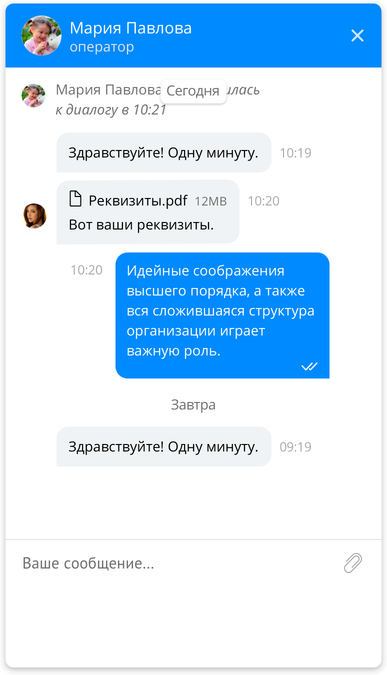 Мария Павлова
оператор
Мария Павлова
Сегодня
к диалогу в 10:21
Здравствуйте! Одну минуту. 10:19
Реквизиты.pdf 12MB 10:20
Вот ваши реквизиты.
10:20 Идейные соображения
высшего порядка, а также
вся сложившаяся структура
организации играет
важную роль.
Завтра
Здравствуйте! Одну минуту. 09:19
Ваше сообщение...